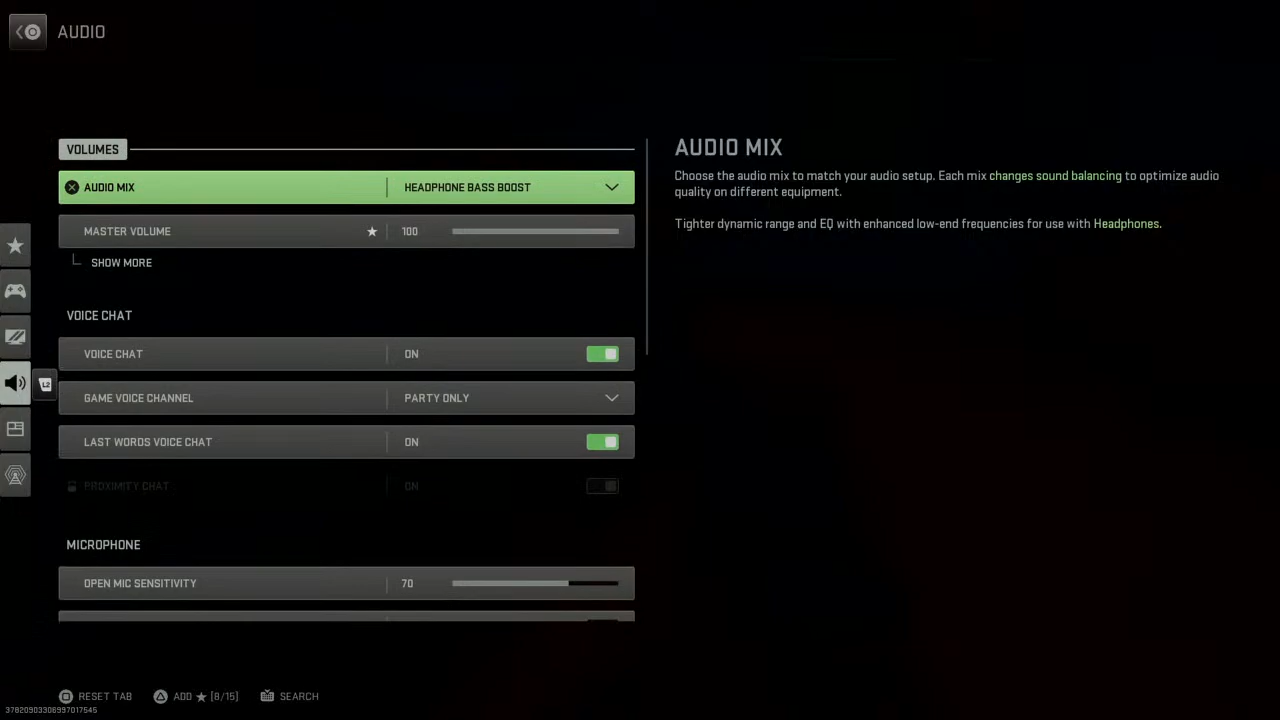 AUDIO
VOLUMES
AUDIO MIX
HEADPHONE BASS BOOST
MASTER VOLUME
100
SHOW MORE
VOICE CHAT
VOICE CHAT
ON
GAME VOICE CHANNEL
PARTY ONLY
LAST WORDS VOICE CHAT
ON
PROXIMITY CHAT
ON
MICROPHONE
OPEN MIC SENSITIVITY
70
AUDIO MIX
Choose the audio mix to match your audio setup. Each mix changes sound balancing to optimize audio
quality on different equipment.
Tighter dynamic range and EQ with enhanced low-end frequencies for use with Headphones.
L2
RESET TAB
ADD ★ [8/15]
SEARCH
37820903306997017545